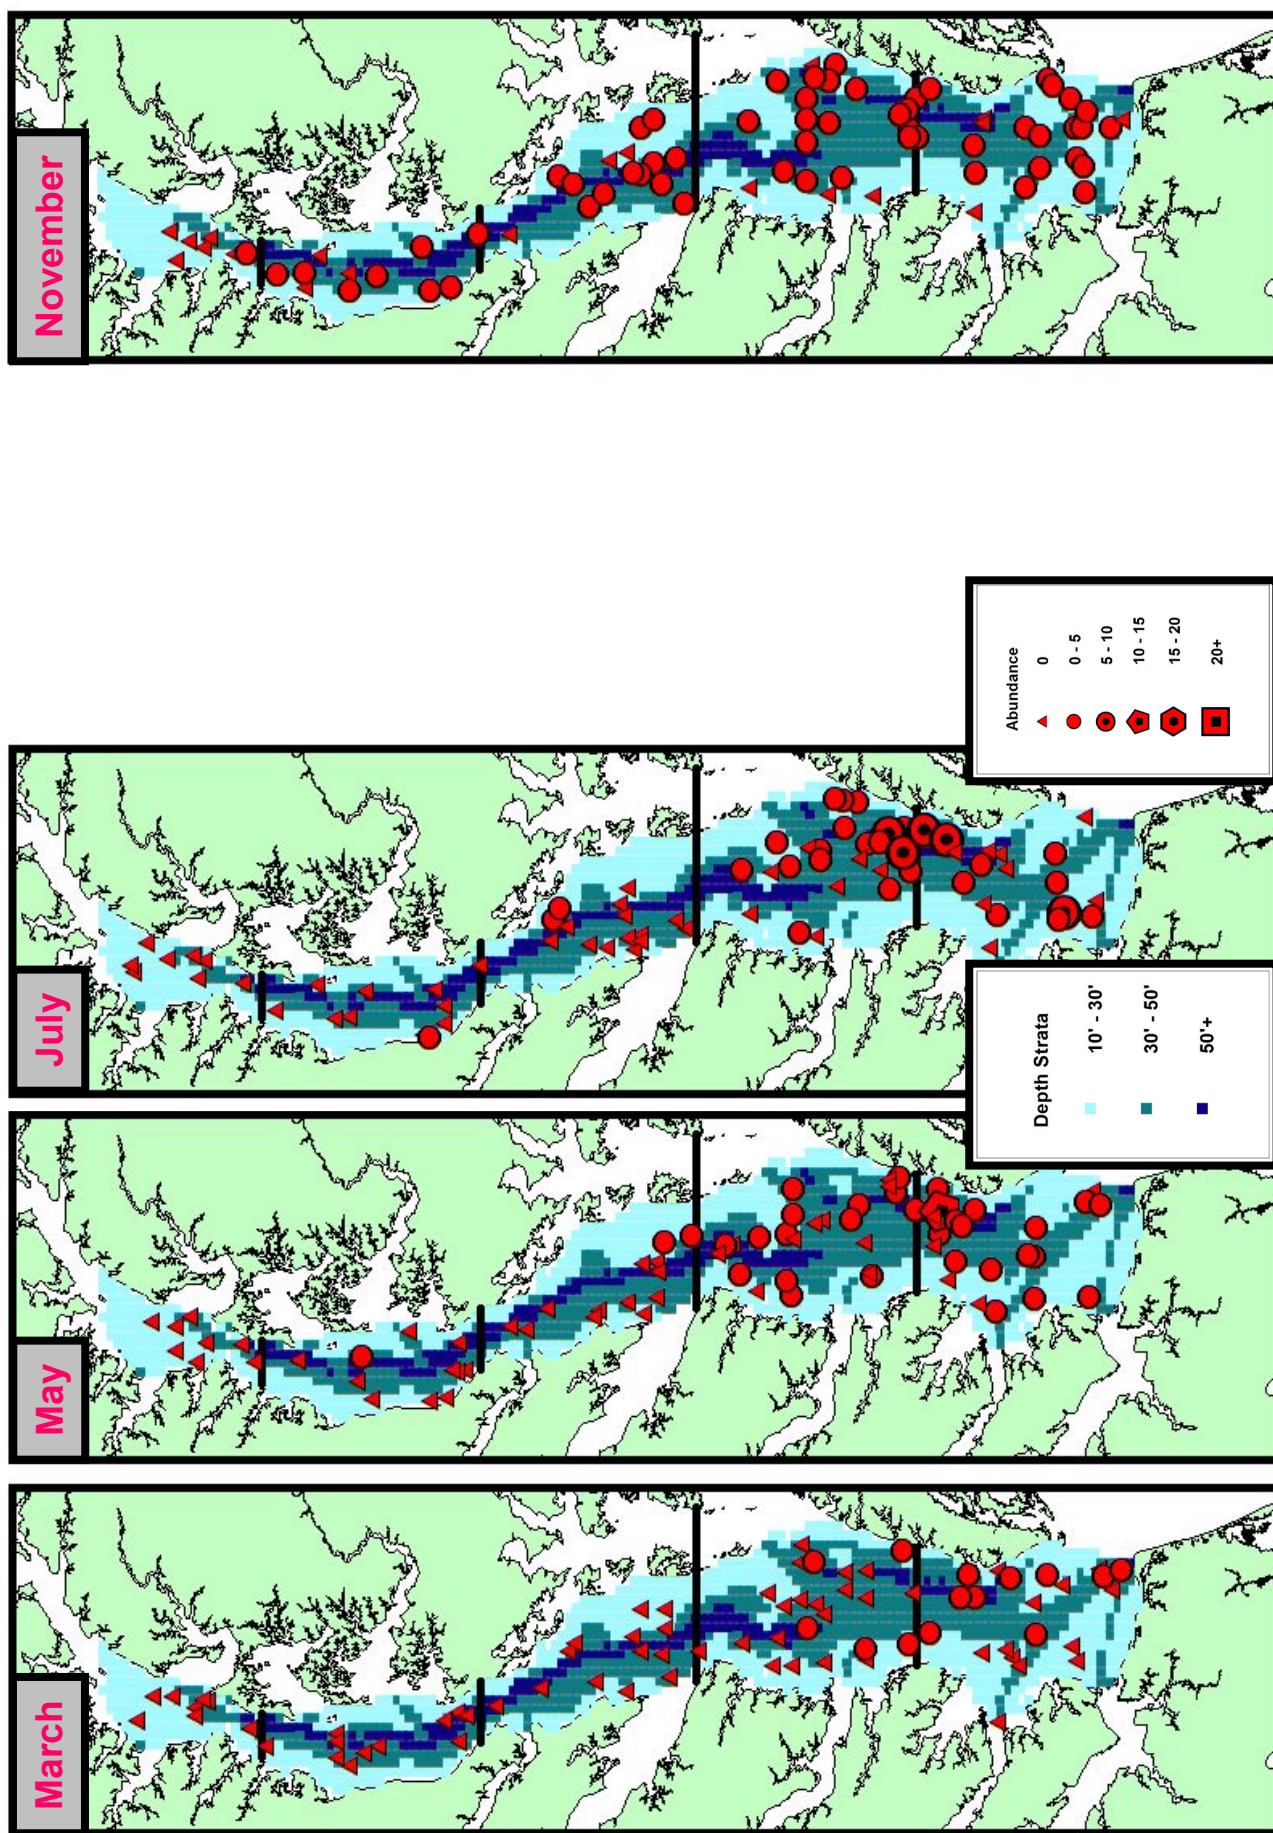 March
May
July
November
Depth Strata
10' - 30'
30' - 50'
50'+
Abundance
0
0 - 5
5 - 10
10 - 15
15 - 20
20+